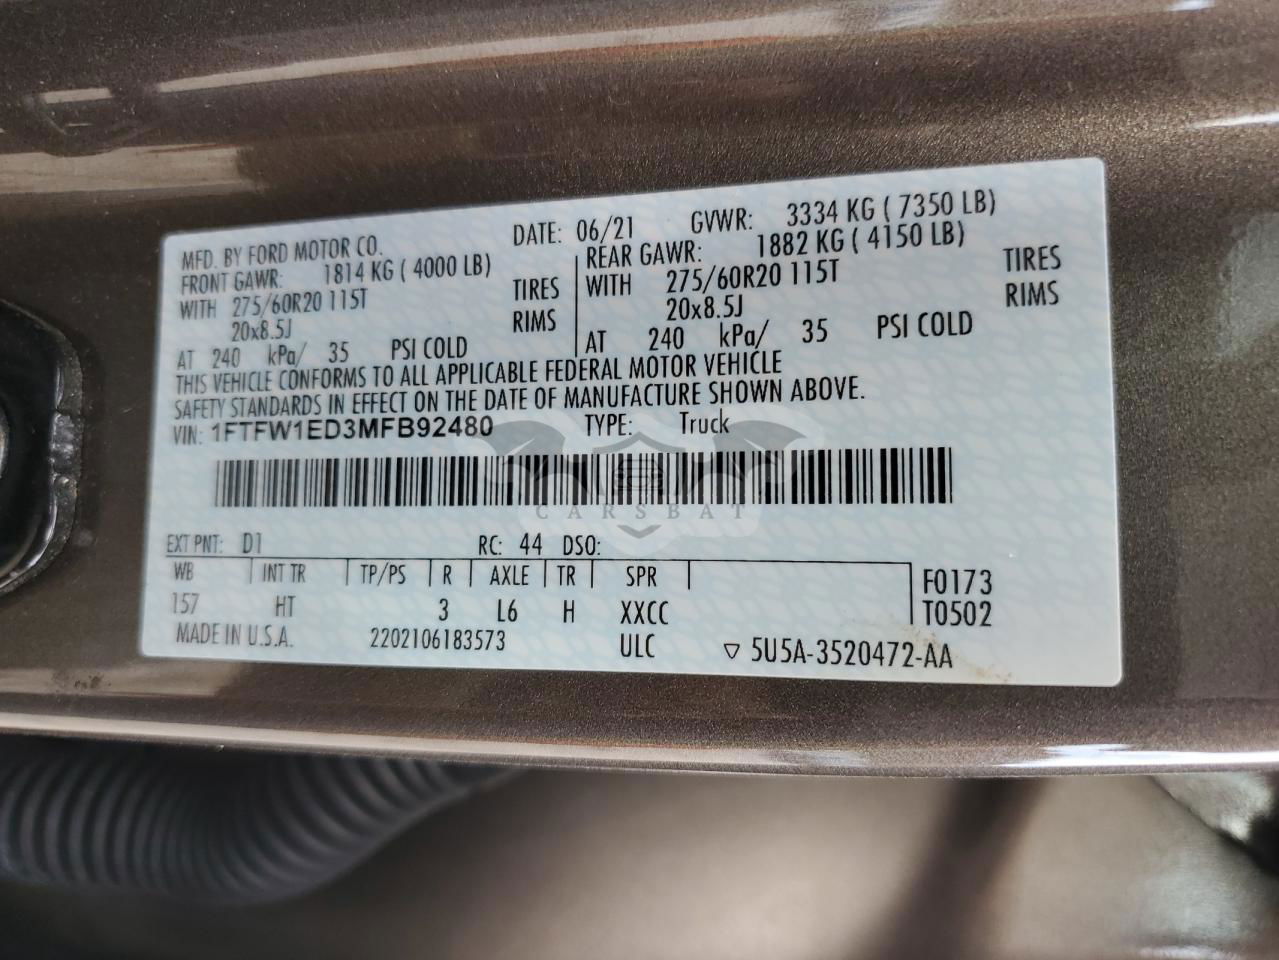 MFD. BY FORD MOTOR CO. DATE: 06/21 GVWR: 3334 KG ( 7350 LB)
FRONT GAWR: 1814 KG ( 4000 LB) REAR GAWR: 1882 KG ( 4150 LB)
WITH 275/60R20 115T TIRES WITH 275/60R20 115T TIRES
20x8.5J RIMS 20x8.5J RIMS
AT 240 kPa/ 35 PSI COLD AT 240 kPa/ 35 PSI COLD
THIS VEHICLE CONFORMS TO ALL APPLICABLE FEDERAL MOTOR VEHICLE
SAFETY STANDARDS IN EFFECT ON THE DATE OF MANUFACTURE SHOWN ABOVE.
VIN: 1FTFW1ED3MFB92480 TYPE: Truck
CARSBAT
EXT PNT: D1 RC: 44 DSO:
WB INT TR TP/PS R AXLE TR SPR F0173
157 HT 3 L6 H XXCC T0502
MADE IN U.S.A. 2202106183573 ULC ▽ 5U5A-3520472-AA